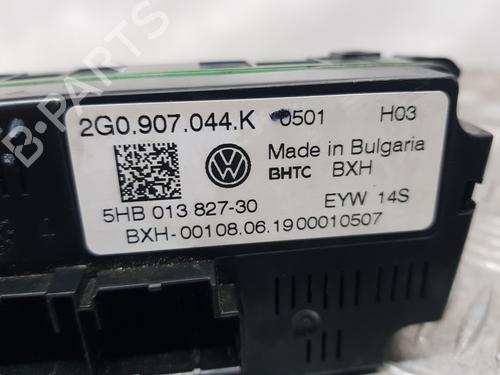 2G0.907.044.K 0501 H03
Made in Bulgaria
BHTC BXH
5HB 013 827-30 EYW 14S
BXH-00108.06.1900010507
B-PARTS